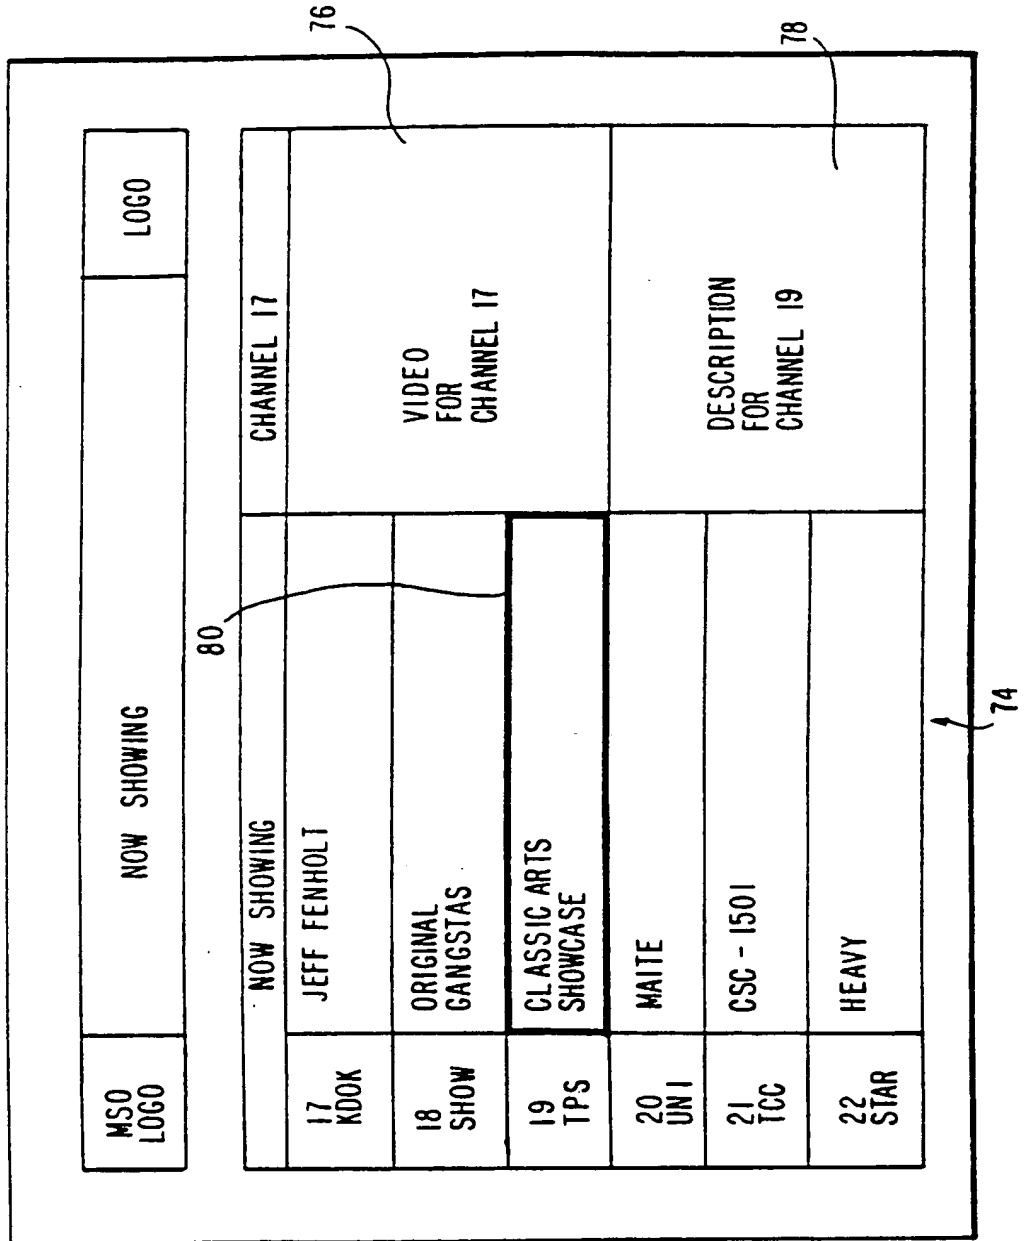 MSO
LOGO
NOW SHOWING
LOGO
NOW SHOWING
CHANNEL 17
17
KDOK
JEFF FENHOLT
18
SHOW
ORIGINAL
GANGSTAS
19
TPS
CLASSIC ARTS
SHOWCASE
20
UNI
MAITE
21
TCC
CSC - 1501
22
STAR
HEAVY
VIDEO
FOR
CHANNEL 17
DESCRIPTION
FOR
CHANNEL 19
80
76
78
74